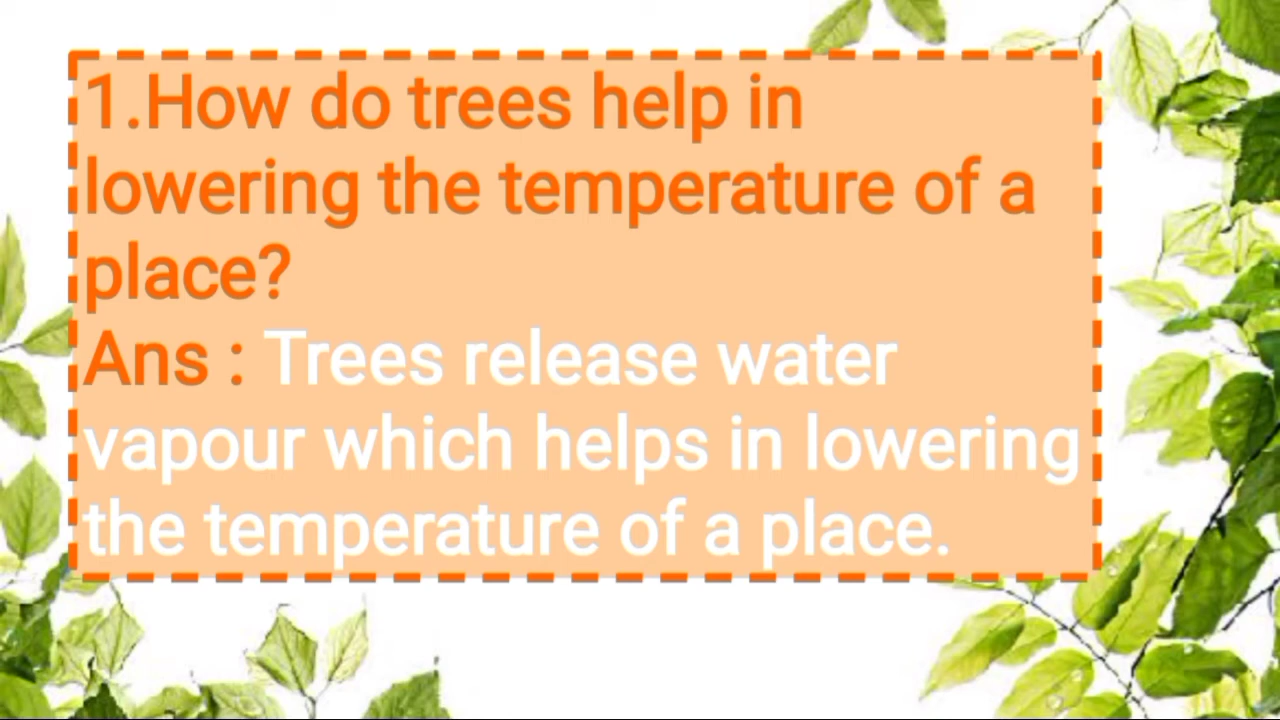 1.How do trees help in
lowering the temperature of a
place?
Ans : Trees release water
vapour which helps in lowering
the temperature of a place.